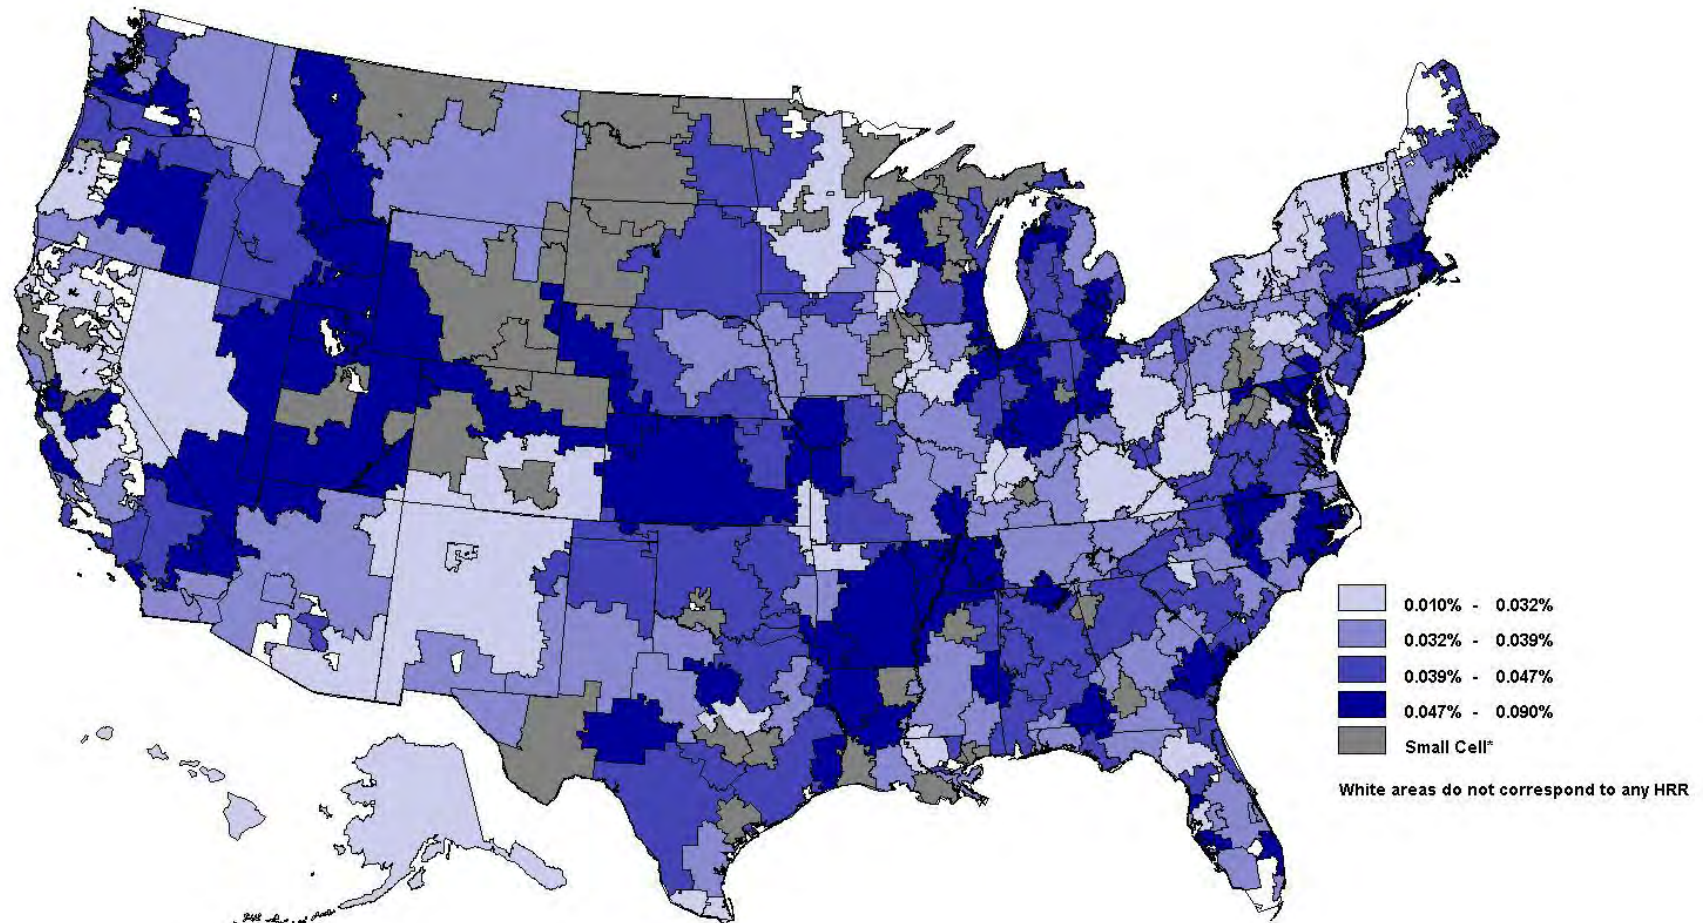 0.010% - 0.032%
0.032% - 0.039%
0.039% - 0.047%
0.047% - 0.090%
Small Cell*
White areas do not correspond to any HRR